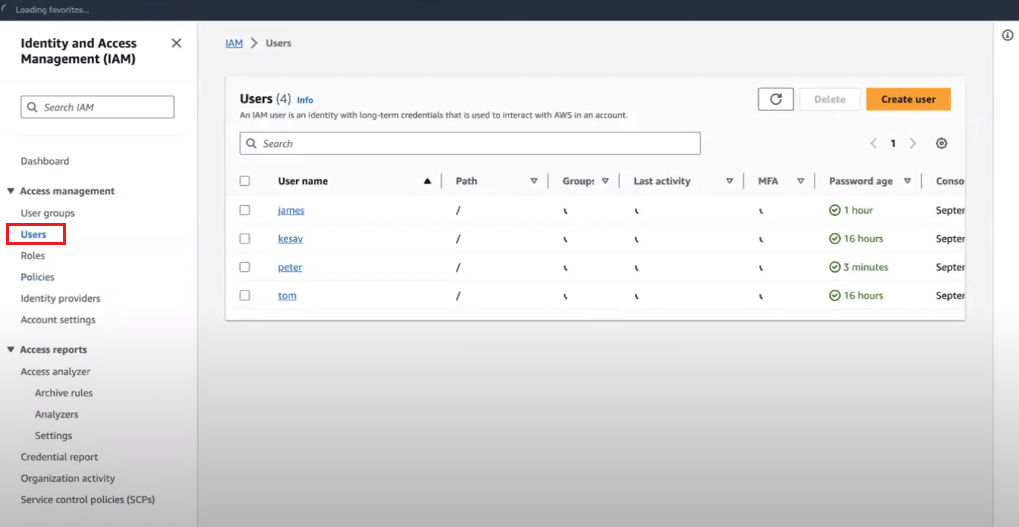 Loading favorites...
Identity and Access
Management (IAM)
Search IAM
Dashboard
Access management
User groups
Users
Roles
Policies
Identity providers
Account settings
Access reports
Access analyzer
Archive rules
Analyzers
Settings
Credential report
Organization activity
Service control policies (SCPs)
IAM > Users
Users (4) Info
An IAM user is an identity with long-term credentials that is used to interact with AWS in an account.
Delete
Create user
Search
1
User name Path Groups Last activity MFA Password age Conso
james / 1 hour Septer
kesav / 16 hours Septer
peter / 3 minutes Septer
tom / 16 hours Septer